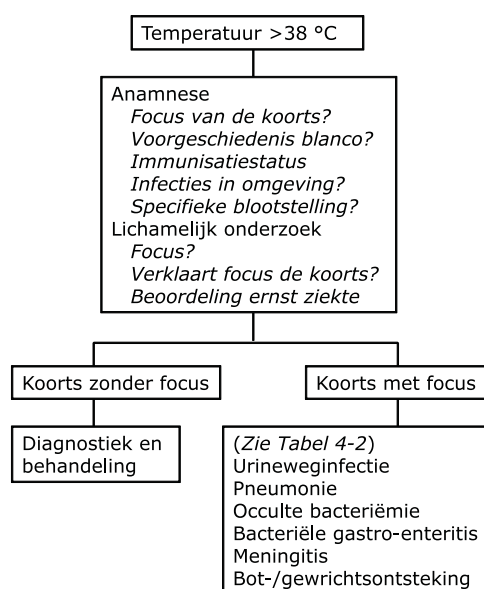 Temperatuur >38 °C
Anamnese
Focus van de koorts?
Voorgeschiedenis blanco?
Immunisatiestatus
Infecties in omgeving?
Specifieke blootstelling?
Lichamelijk onderzoek
Focus?
Verklaart focus de koorts?
Beoordeling ernst ziekte
Koorts zonder focus
Koorts met focus
Diagnostiek en
behandeling
(Zie Tabel 4-2)
Urineweginfectie
Pneumonie
Occulte bacteriëmie
Bacteriële gastro-enteritis
Meningitis
Bot-/gewrichtsontsteking